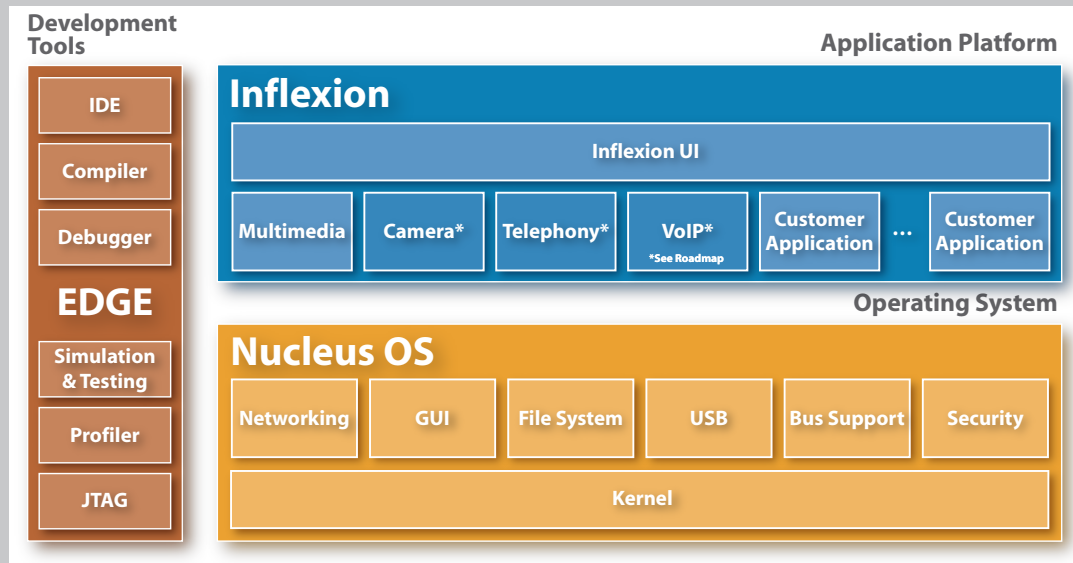 Development
Tools
IDE
Compiler
Debugger
EDGE
Simulation
& Testing
Profiler
JTAG
Application Platform
Inflexion
Inflexion UI
Multimedia
Camera*
Telephony*
VoIP*
*See Roadmap
Customer
Application
...
Customer
Application
Operating System
Nucleus OS
Networking
GUI
File System
USB
Bus Support
Security
Kernel